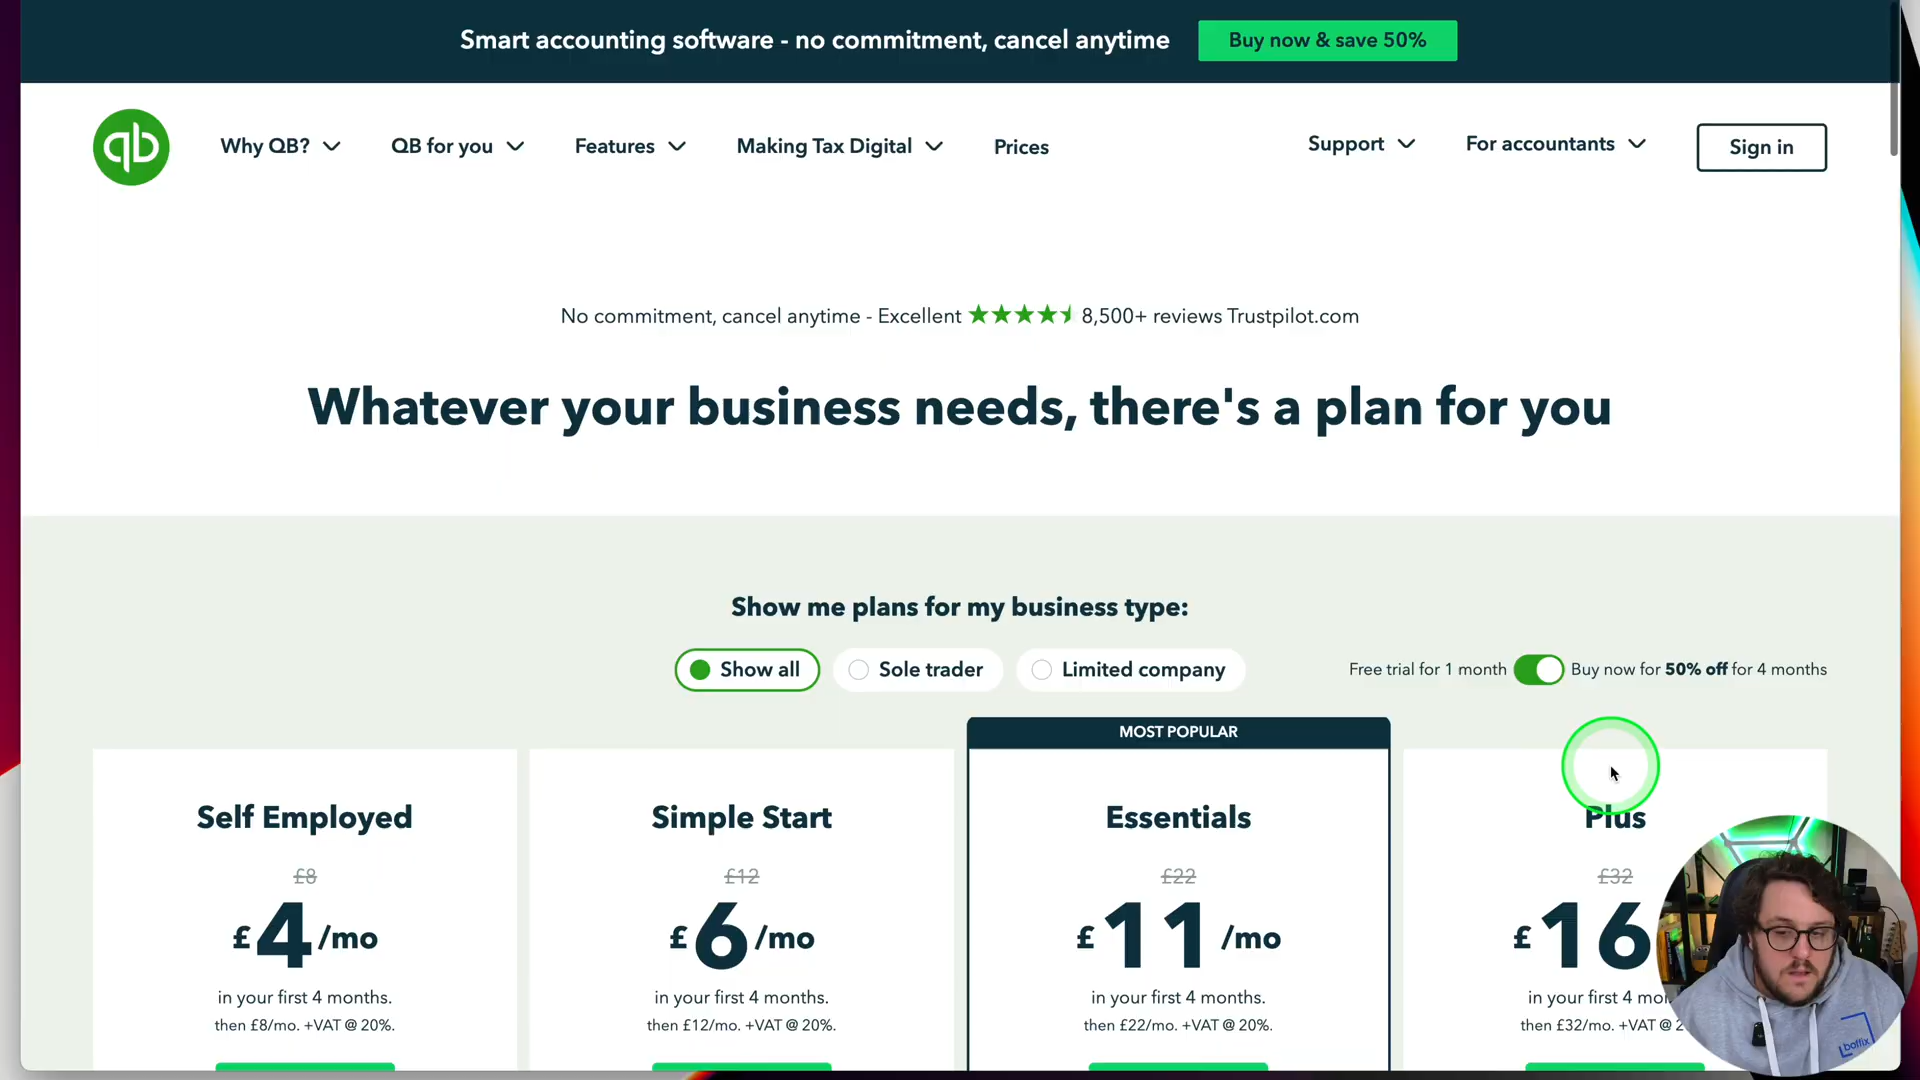 Smart accounting software - no commitment, cancel anytime
Buy now & save 50%
qb
Why QB?
QB for you
Features
Making Tax Digital
Prices
Support
For accountants
Sign in
No commitment, cancel anytime - Excellent 8,500+ reviews Trustpilot.com
Whatever your business needs, there's a plan for you
Show me plans for my business type:
Show all
Sole trader
Limited company
Free trial for 1 month
Buy now for 50% off for 4 months
MOST POPULAR
Self Employed
£8
£4/mo
in your first 4 months.
then £8/mo. +VAT @ 20%.
Simple Start
£12
£6/mo
in your first 4 months.
then £12/mo. +VAT @ 20%.
Essentials
£22
£11/mo
in your first 4 months.
then £22/mo. +VAT @ 20%.
Plus
£32
£16
in your first 4
then £32/mo. +VAT @
boffix